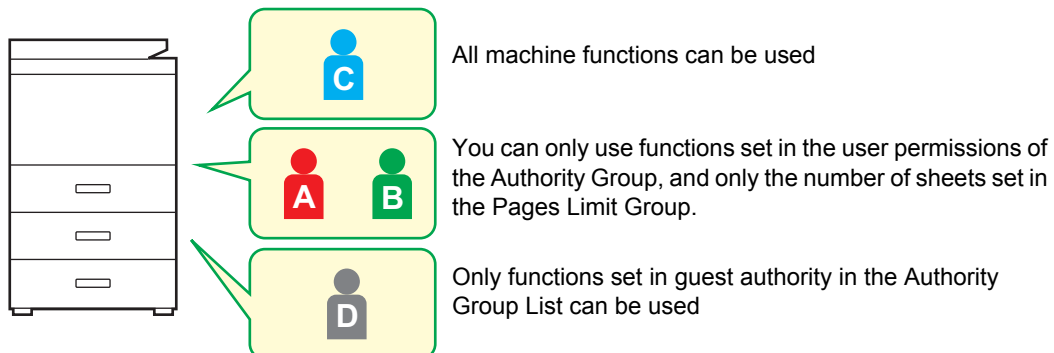 C
All machine functions can be used
A B
You can only use functions set in the user permissions of
the Authority Group, and only the number of sheets set in
the Pages Limit Group.
D
Only functions set in guest authority in the Authority
Group List can be used